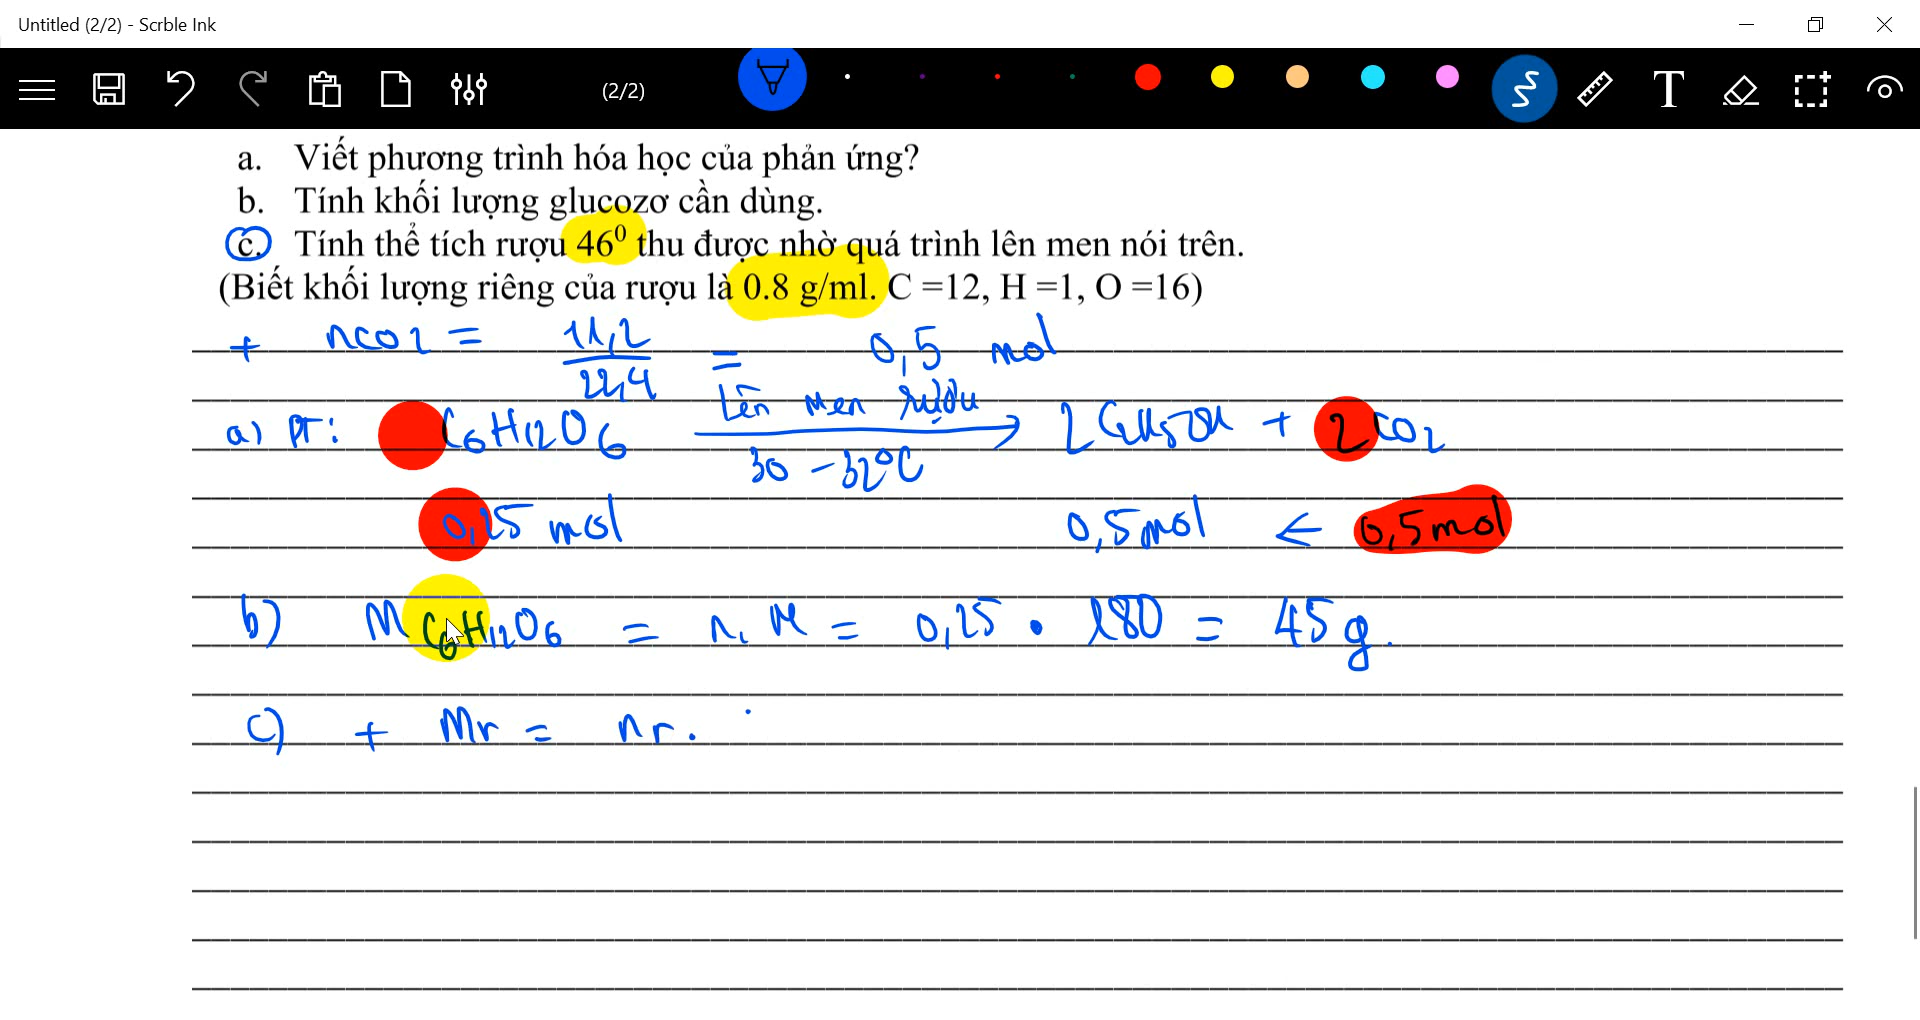 Untitled (2/2) - Scrble Ink
(2/2)
T
a. Viết phương trình hóa học của phản ứng?
b. Tính khối lượng glucozơ cần dùng.
c. Tính thể tích rượu 46⁰ thu được nhờ quá trình lên men nói trên.
(Biết khối lượng riêng của rượu là 0.8 g/ml. C =12, H =1, O =16)
+ nCO2 = 11,2 / 22,4 = 0,5 mol
Lên men rượu
a) PT: C6H12O6 → 2C2H5OH + 2CO2
30 - 32°C
0,25 mol 0,5 mol ← 0,5 mol
b) m C6H12O6 = n . M = 0,25 . 180 = 45 g.
c) + mr = nr .